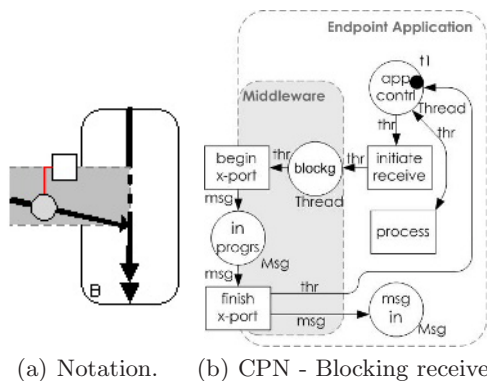 Endpoint Application
t1
app
contrl
Thread
Middleware
thr
thr
begin
x-port
thr
blockg
thr
initiate
receive
Thread
msg
in
progrs
process
Msg
msg
finish
x-port
thr
msg
msg
in
Msg
B
(a) Notation.
(b) CPN - Blocking receive